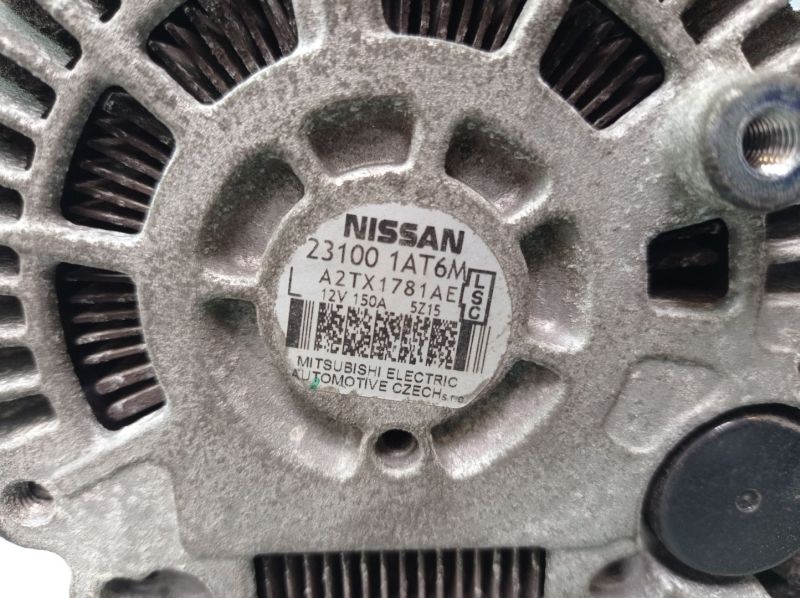 NISSAN
23100 1AT6M
L A2TX1781AE
12V 150A 5Z15
LSC
MITSUBISHI ELECTRIC
AUTOMOTIVE CZECH s.r.o.